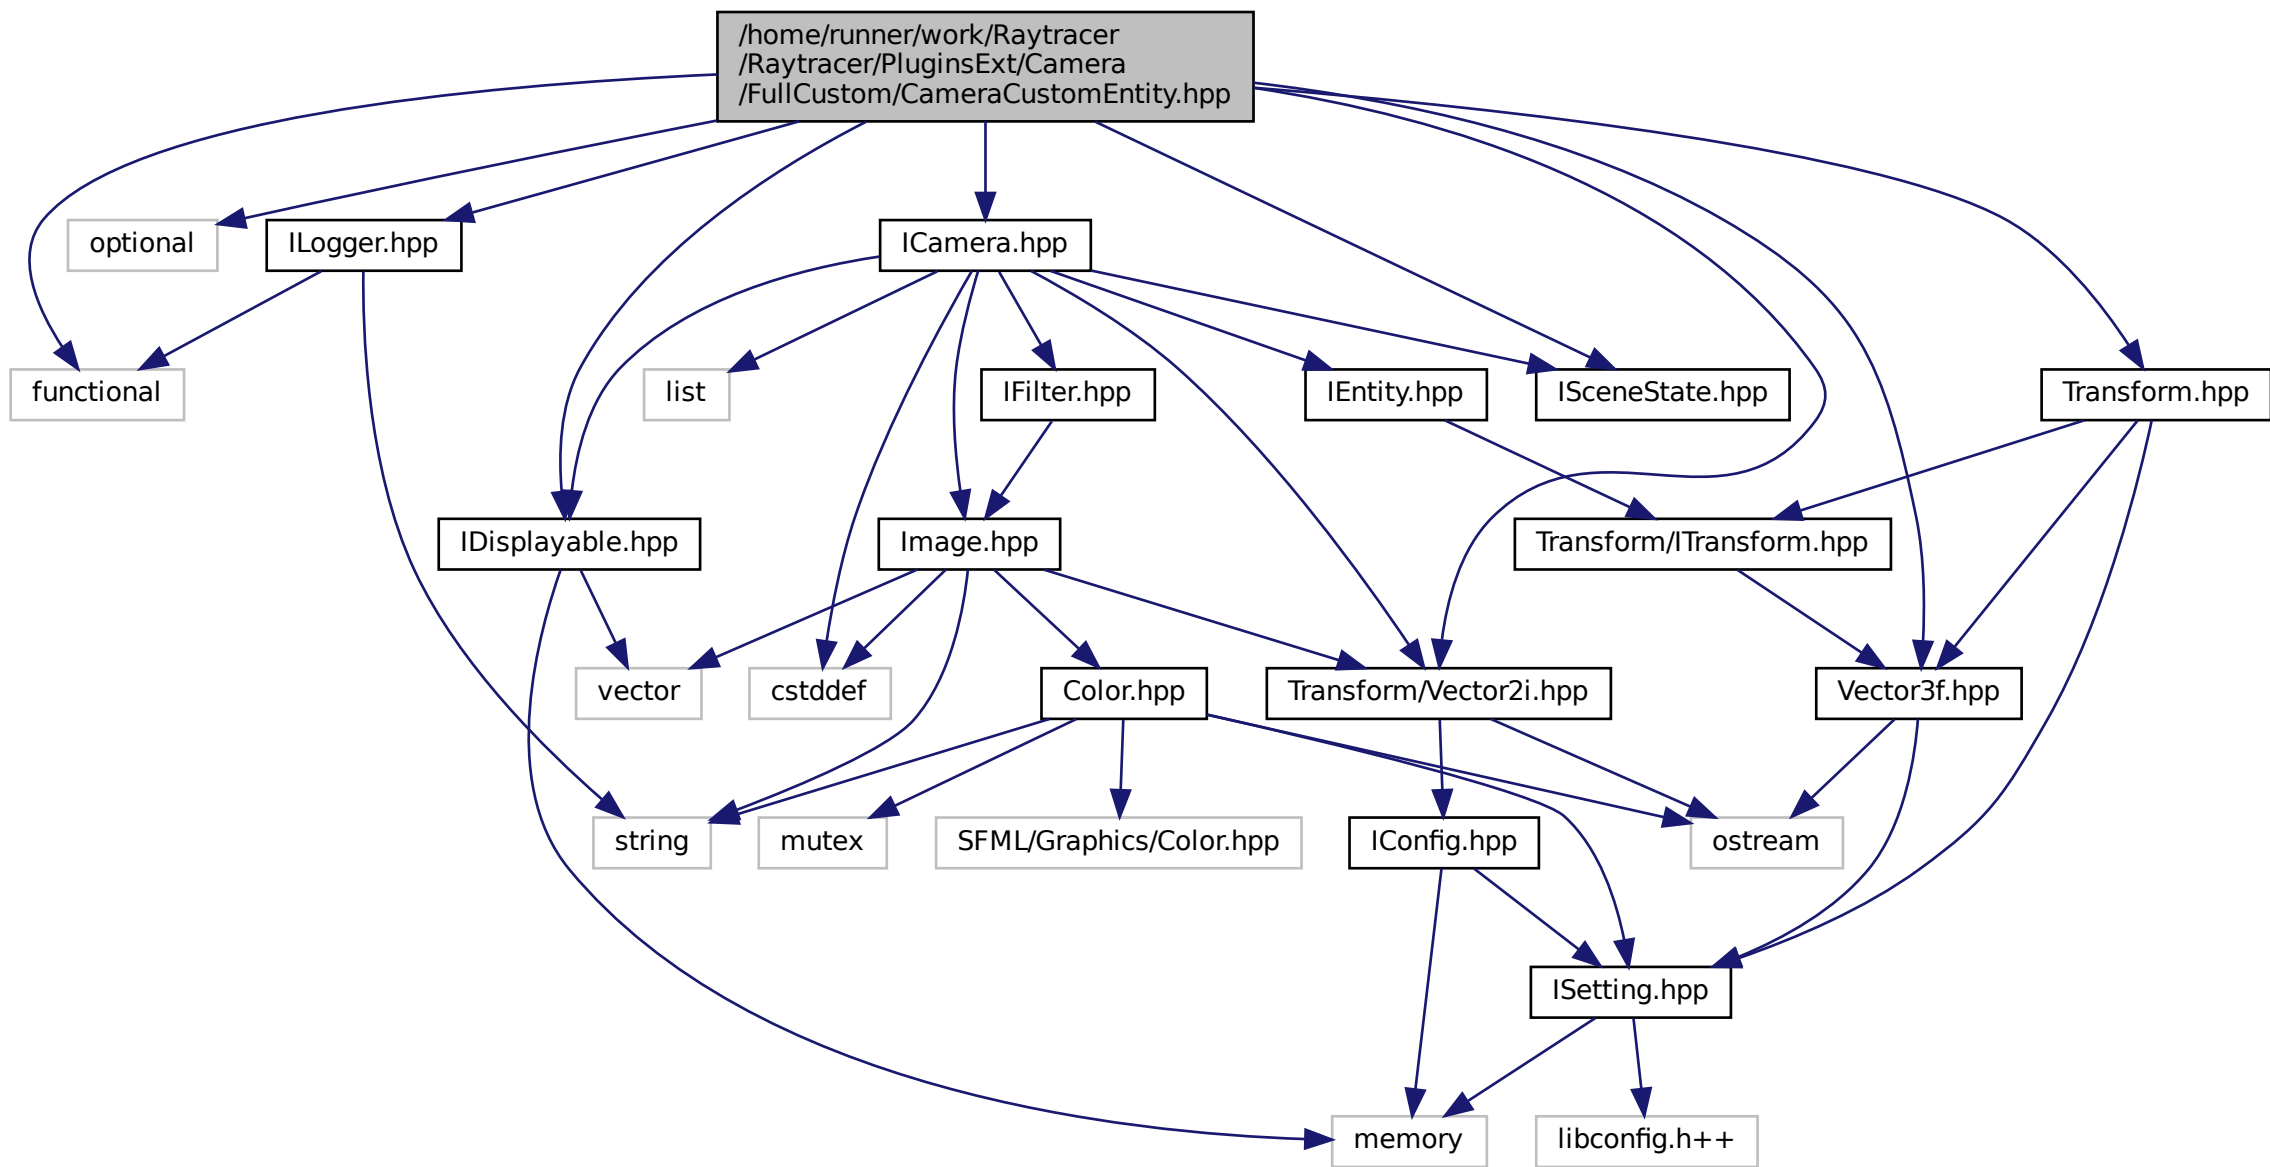 /home/runner/work/Raytracer
/Raytracer/PluginsExt/Camera
/FullCustom/CameraCustomEntity.hpp
optional
ILogger.hpp
ICamera.hpp
functional
list
IFilter.hpp
IEntity.hpp
ISceneState.hpp
Transform.hpp
IDisplayable.hpp
Image.hpp
Transform/ITransform.hpp
vector
cstddef
Color.hpp
Transform/Vector2i.hpp
Vector3f.hpp
string
mutex
SFML/Graphics/Color.hpp
IConfig.hpp
ostream
ISetting.hpp
memory
libconfig.h++